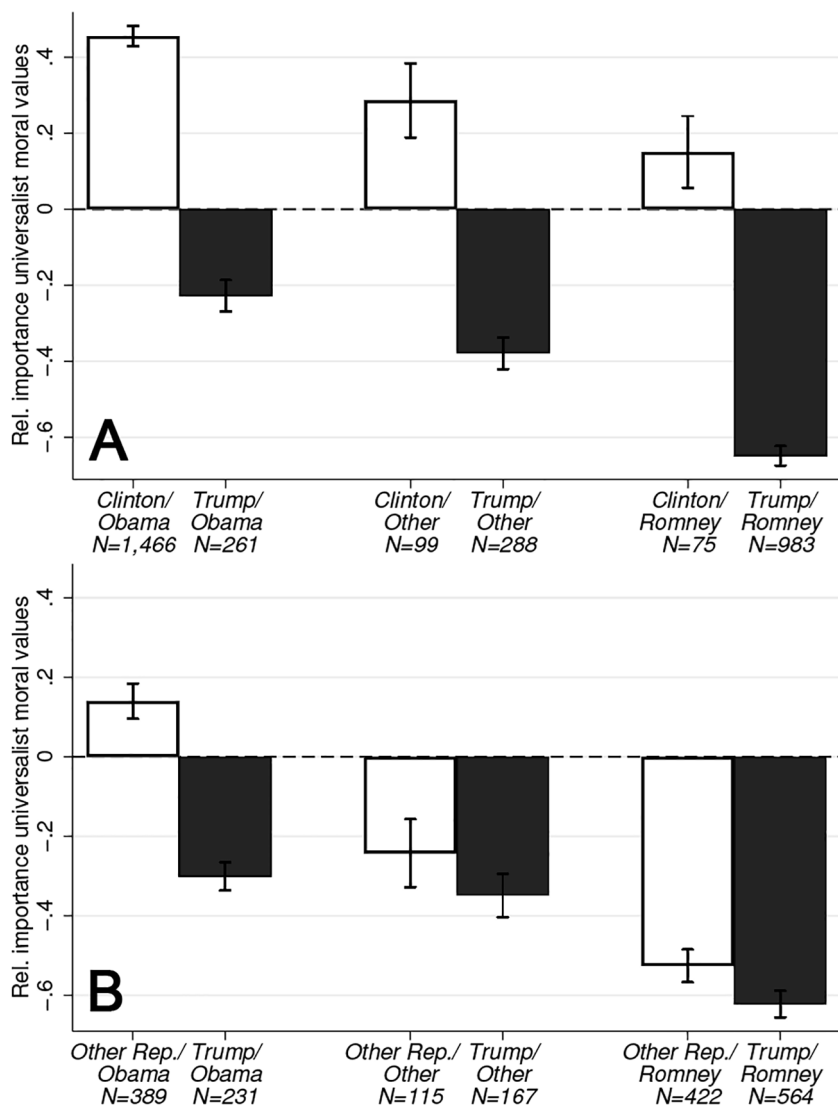 Rel. importance universalist moral values
.4
.2
0
-.2
-.4
-.6
A
Clinton/ Trump/ Clinton/ Trump/ Clinton/ Trump/
Obama Obama Other Other Romney Romney
N=1,466 N=261 N=99 N=288 N=75 N=983
Rel. importance universalist moral values
.4
.2
0
-.2
-.4
-.6
B
Other Rep./ Trump/ Other Rep./ Trump/ Other Rep./ Trump/
Obama Obama Other Other Romney Romney
N=389 N=231 N=115 N=167 N=422 N=564